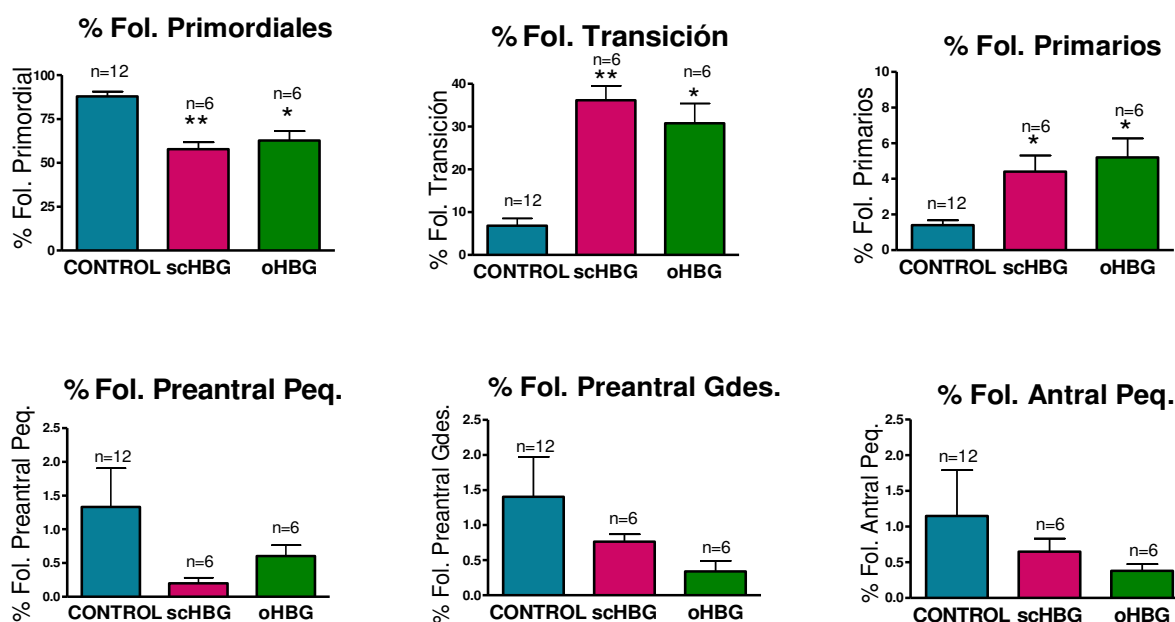 % Fol. Primordiales
% Fol. Primordial
100
75
50
25
0
n=12
n=6
**
n=6
*
CONTROL scHBG oHBG
% Fol. Transición
% Fol. Transición
40
30
20
10
0
n=12
n=6
**
n=6
*
CONTROL scHBG oHBG
% Fol. Primarios
% Fol. Primarios
10
8
6
4
2
0
n=12
n=6
*
n=6
*
CONTROL scHBG oHBG
% Fol. Preantral Peq.
% Fol. Preantral Peq.
2.5
2.0
1.5
1.0
0.5
0.0
n=12
n=6
n=6
CONTROL scHBG oHBG
% Fol. Preantral Gdes.
% Fol. Preantral Gdes.
2.5
2.0
1.5
1.0
0.5
0.0
n=12
n=6
n=6
CONTROL scHBG oHBG
% Fol. Antral Peq.
% Fol. Antral Peq.
2.5
2.0
1.5
1.0
0.5
0.0
n=12
n=6
n=6
CONTROL scHBG oHBG